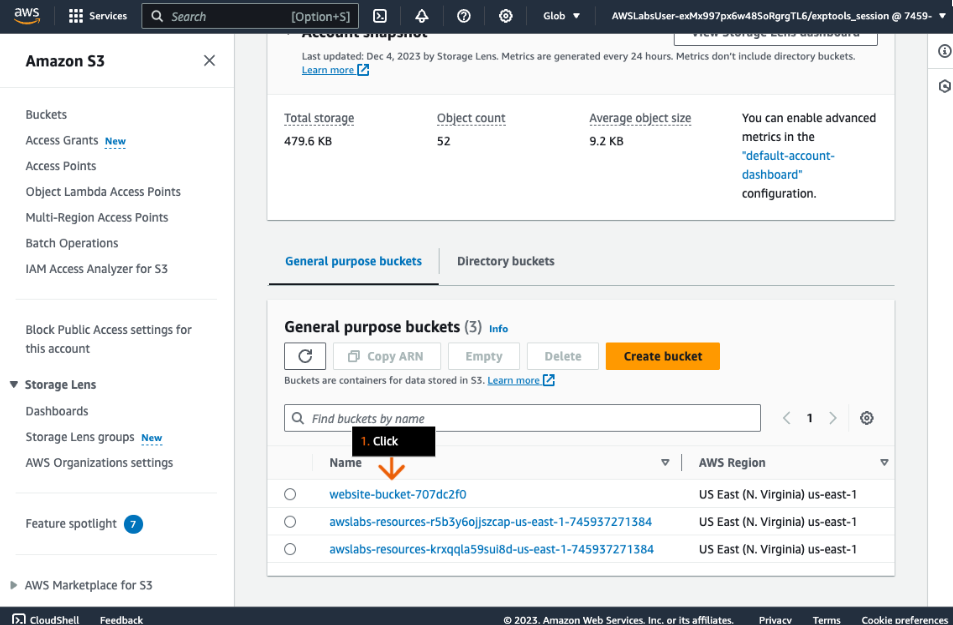 aws
Services
Search [Option+S]
Glob ▼
AWSLabsUser-exMx997px6w48SoRgrgTL6/exptools_session @ 7459-
Amazon S3
Buckets
Access Grants New
Access Points
Object Lambda Access Points
Multi-Region Access Points
Batch Operations
IAM Access Analyzer for S3
Block Public Access settings for
this account
Storage Lens
Dashboards
Storage Lens groups New
AWS Organizations settings
Feature spotlight 7
AWS Marketplace for S3
Account snapshot
View Storage Lens dashboard
Last updated: Dec 4, 2023 by Storage Lens. Metrics are generated every 24 hours. Metrics don't include directory buckets.
Learn more
Total storage
479.6 KB
Object count
52
Average object size
9.2 KB
You can enable advanced
metrics in the
"default-account-
dashboard"
configuration.
General purpose buckets
Directory buckets
General purpose buckets (3) Info
Copy ARN
Empty
Delete
Create bucket
Buckets are containers for data stored in S3. Learn more
Find buckets by name
1
1. Click
Name
AWS Region
website-bucket-707dc2f0 US East (N. Virginia) us-east-1
awslabs-resources-r5b3y6ojjszcap-us-east-1-745937271384 US East (N. Virginia) us-east-1
awslabs-resources-krxqqla59sui8d-us-east-1-745937271384 US East (N. Virginia) us-east-1
CloudShell
Feedback
© 2023, Amazon Web Services, Inc. or its affiliates.
Privacy
Terms
Cookie preferences